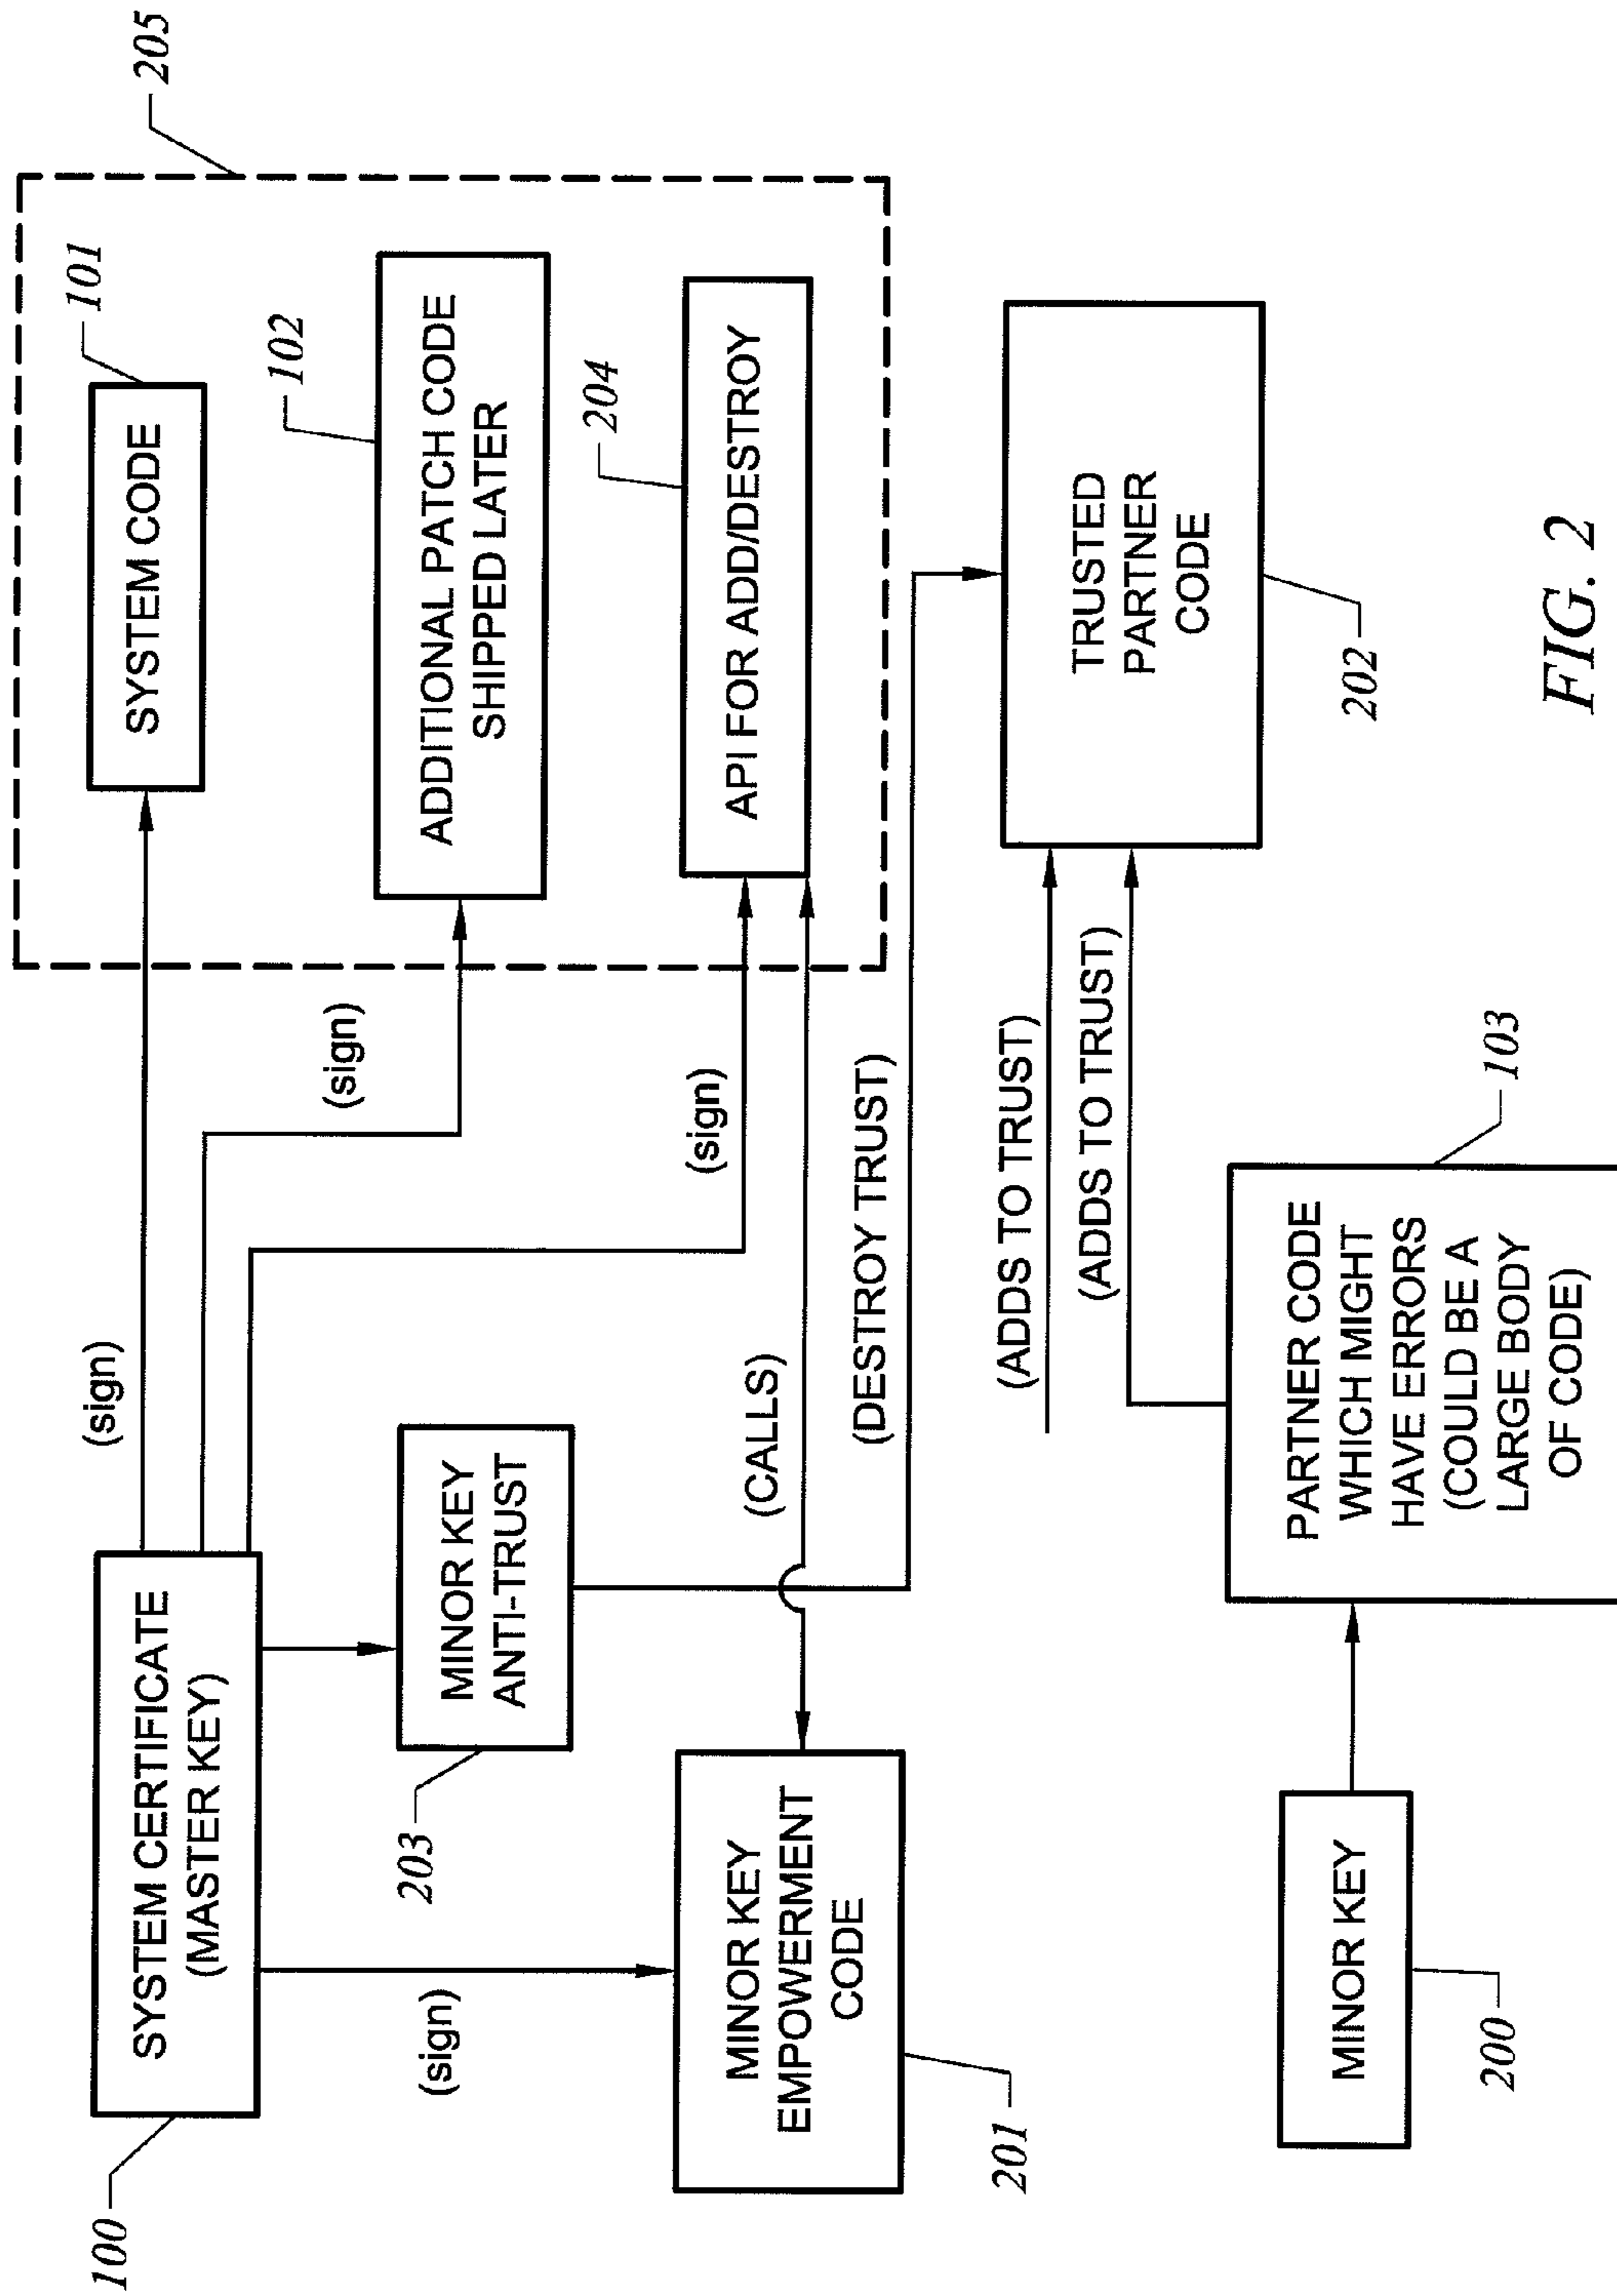 205
101
SYSTEM CODE
(sign)
SYSTEM CERTIFICATE
(MASTER KEY)
100
102
ADDITIONAL PATCH CODE
SHIPPED LATER
(sign)
204
API FOR ADD/DESTROY
(sign)
MINOR KEY
ANTI-TRUST
203
(sign)
(CALLS)
MINOR KEY
EMPOWERMENT
CODE
201
(DESTROY TRUST)
(ADDS TO TRUST)
(ADDS TO TRUST)
TRUSTED
PARTNER
CODE
202
103
PARTNER CODE
WHICH MIGHT
HAVE ERRORS
(COULD BE A
LARGE BODY
OF CODE)
MINOR KEY
200
FIG. 2